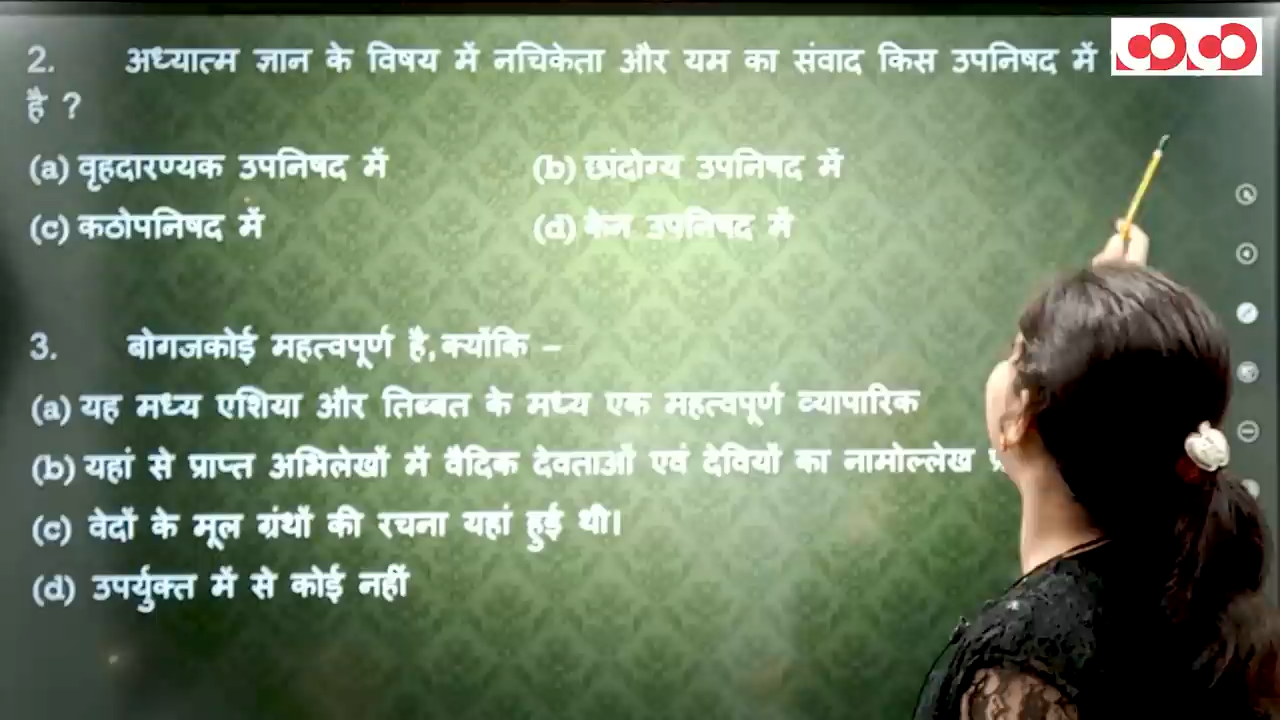 2. अध्यात्म ज्ञान के विषय में नचिकेता और यम का संवाद किस उपनिषद में
है ?
(a) वृहदारण्यक उपनिषद में (b) छांदोग्य उपनिषद में
(c) कठोपनिषद में (d) केन उपनिषद में
3. बोगजकोई महत्वपूर्ण है, क्योंकि –
(a) यह मध्य एशिया और तिब्बत के मध्य एक महत्वपूर्ण व्यापारिक
(b) यहां से प्राप्त अभिलेखों में वैदिक देवताओं एवं देवियों का नामोल्लेख
(c) वेदों के मूल ग्रंथों की रचना यहां हुई थी।
(d) उपर्युक्त में से कोई नहीं